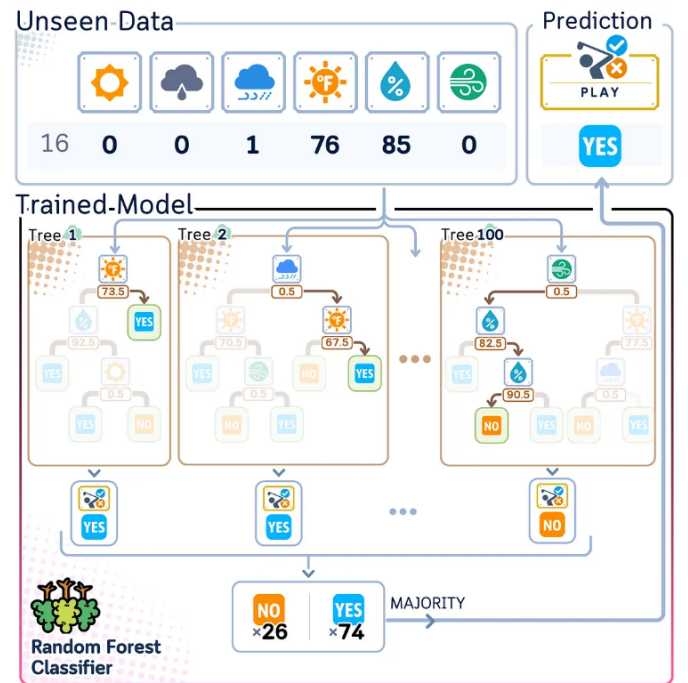 Unseen Data
Prediction
°F
%
PLAY
16 0 0 1 76 85 0
YES
Trained Model
Tree 1
Tree 2
Tree 100
°F
73.5
YES
%
92.5
YES
0.5
YES
NO
0.5
°F
70.5
°F
67.5
YES
0.5
NO
YES
NO
YES
0.5
%
82.5
°F
77.5
YES
%
90.5
0.5
YES
NO
YES
NO
YES
YES
YES
NO
NO
×26
YES
×74
MAJORITY
Random Forest
Classifier